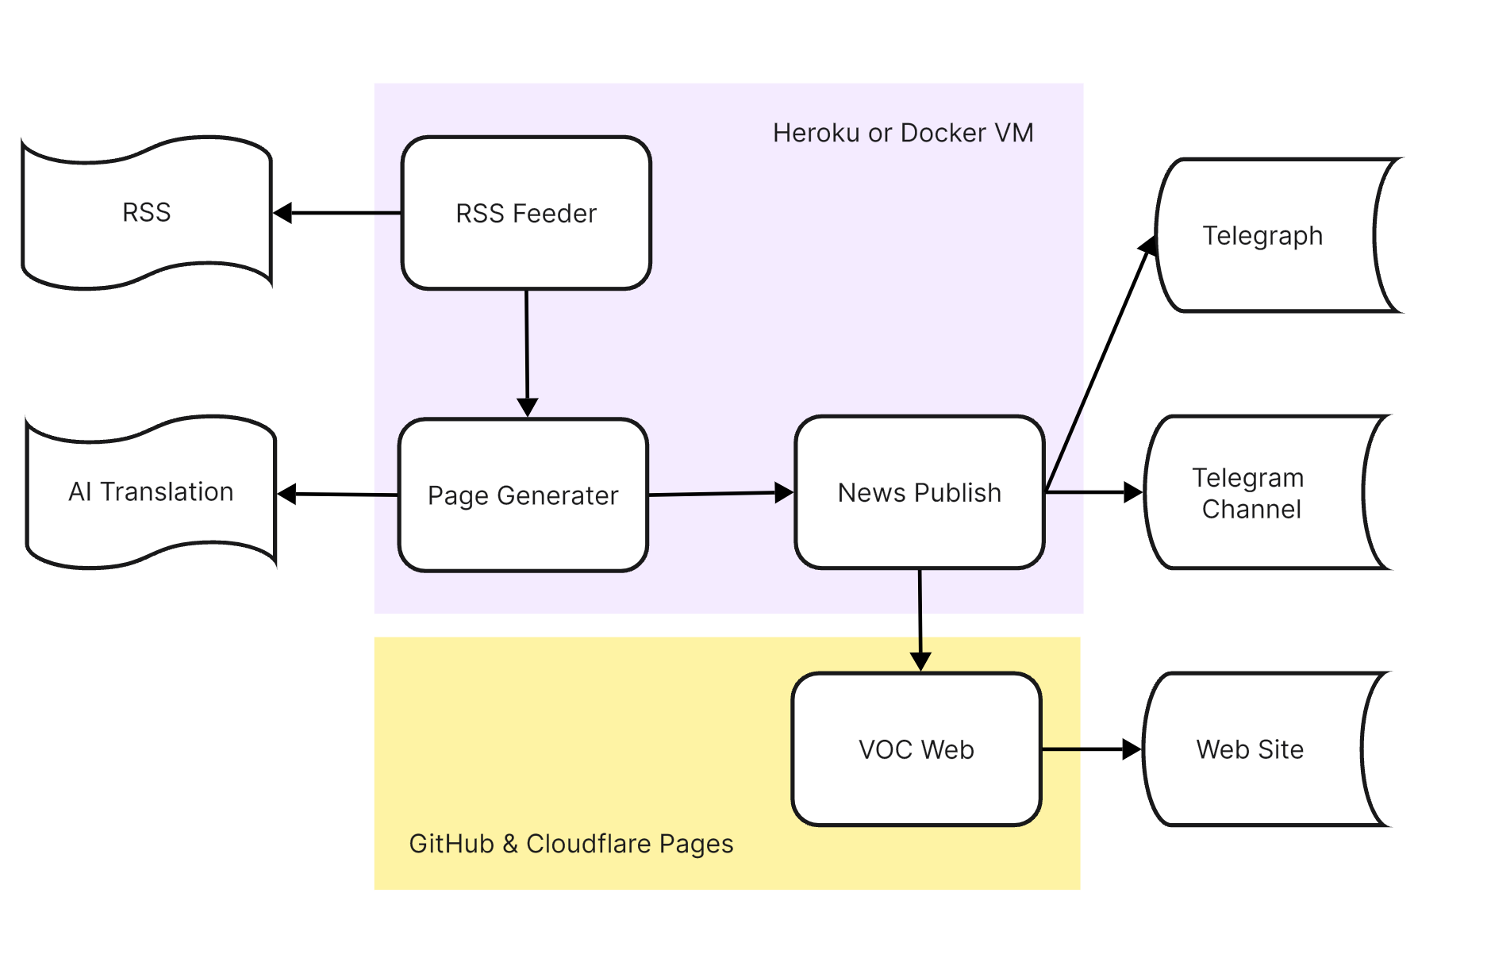 Heroku or Docker VM
RSS
RSS Feeder
Telegraph
AI Translation
Page Generater
News Publish
Telegram
Channel
VOC Web
Web Site
GitHub & Cloudflare Pages